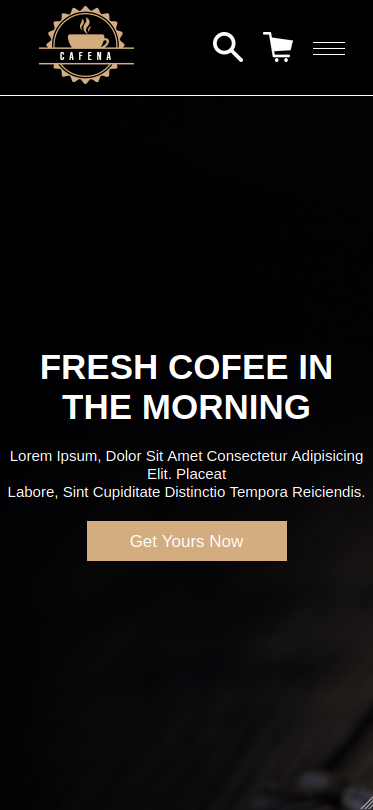 CAFENA
FRESH COFEE IN
THE MORNING
Lorem Ipsum, Dolor Sit Amet Consectetur Adipisicing
Elit. Placeat
Labore, Sint Cupiditate Distinctio Tempora Reiciendis.
Get Yours Now